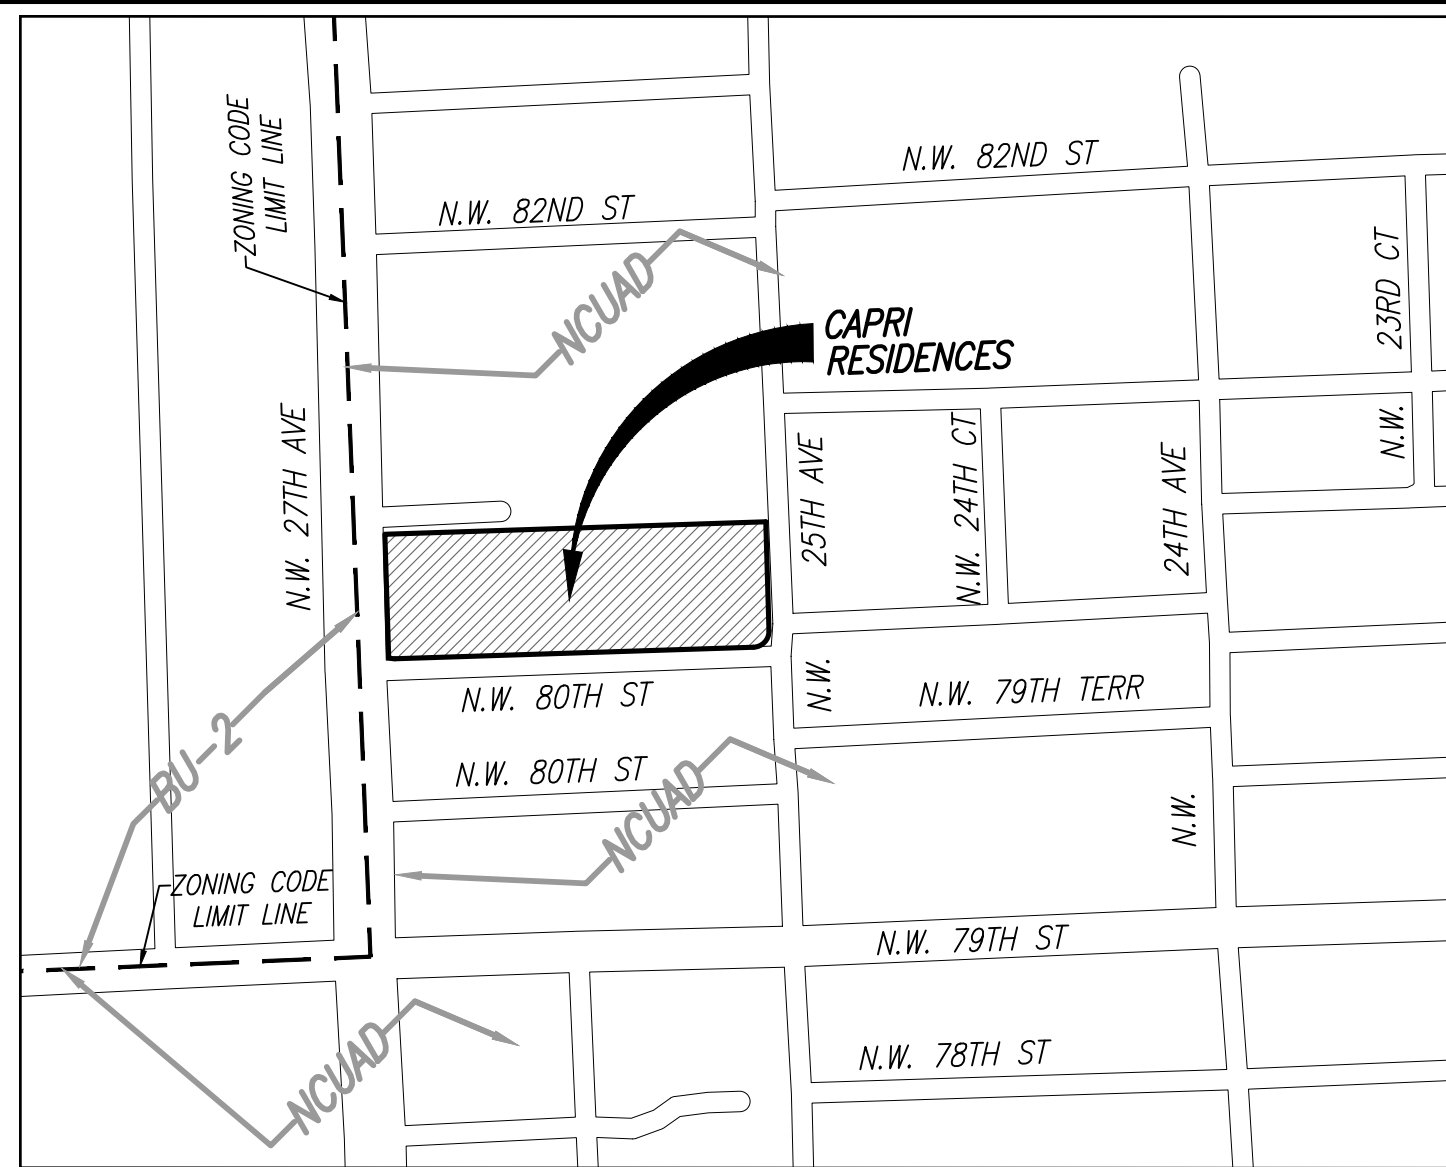 ZONING CODE
LIMIT LINE
N.W. 82ND ST
N.W. 82ND ST
23RD CT
N.W.
NCUAD
CAPRI
RESIDENCES
N.W. 27TH AVE
25TH AVE
N.W.
N.W. 24TH CT
24TH AVE
N.W.
N.W. 80TH ST
N.W. 79TH TERR
BU-2
N.W. 80TH ST
NCUAD
ZONING CODE
LIMIT LINE
N.W. 79TH ST
NCUAD
N.W. 78TH ST